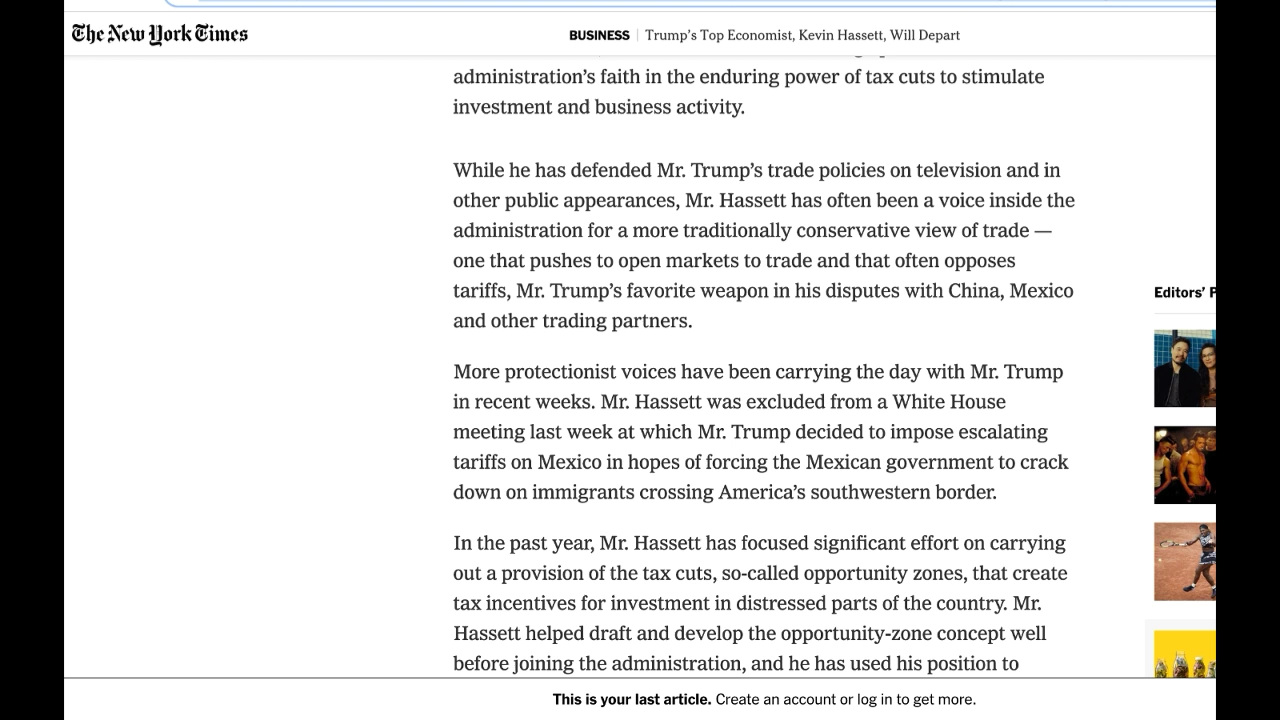 The New York Times
BUSINESS | Trump's Top Economist, Kevin Hassett, Will Depart
administration's faith in the enduring power of tax cuts to stimulate
investment and business activity.
While he has defended Mr. Trump's trade policies on television and in
other public appearances, Mr. Hassett has often been a voice inside the
administration for a more traditionally conservative view of trade —
one that pushes to open markets to trade and that often opposes
tariffs, Mr. Trump's favorite weapon in his disputes with China, Mexico
and other trading partners.
More protectionist voices have been carrying the day with Mr. Trump
in recent weeks. Mr. Hassett was excluded from a White House
meeting last week at which Mr. Trump decided to impose escalating
tariffs on Mexico in hopes of forcing the Mexican government to crack
down on immigrants crossing America's southwestern border.
In the past year, Mr. Hassett has focused significant effort on carrying
out a provision of the tax cuts, so-called opportunity zones, that create
tax incentives for investment in distressed parts of the country. Mr.
Hassett helped draft and develop the opportunity-zone concept well
before joining the administration, and he has used his position to
Editors' P
This is your last article. Create an account or log in to get more.